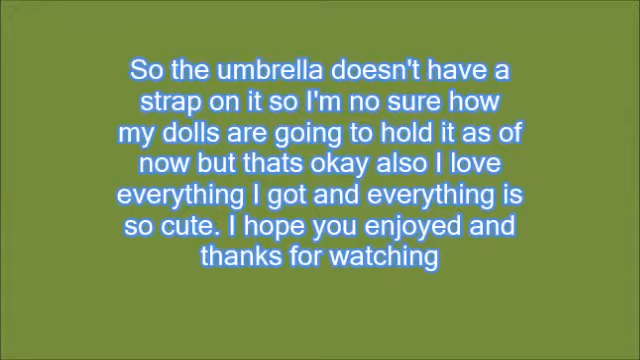 So the umbrella doesn't have a
strap on it so I'm no sure how
my dolls are going to hold it as of
now but thats okay also I love
everything I got and everything is
so cute. I hope you enjoyed and
thanks for watching